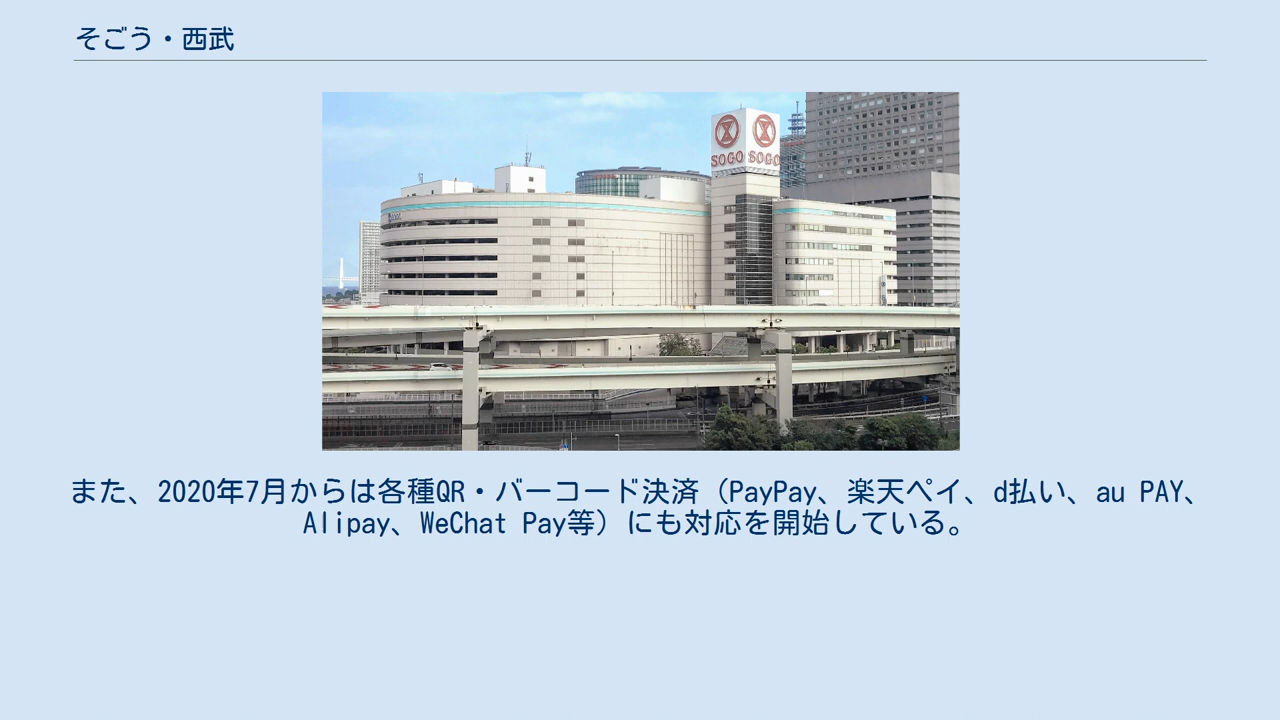 そごう・西武
SOGO SOGO
また、2020年7月からは各種QR・バーコード決済（PayPay、楽天ペイ、d払い、au PAY、
Alipay、WeChat Pay等）にも対応を開始している。